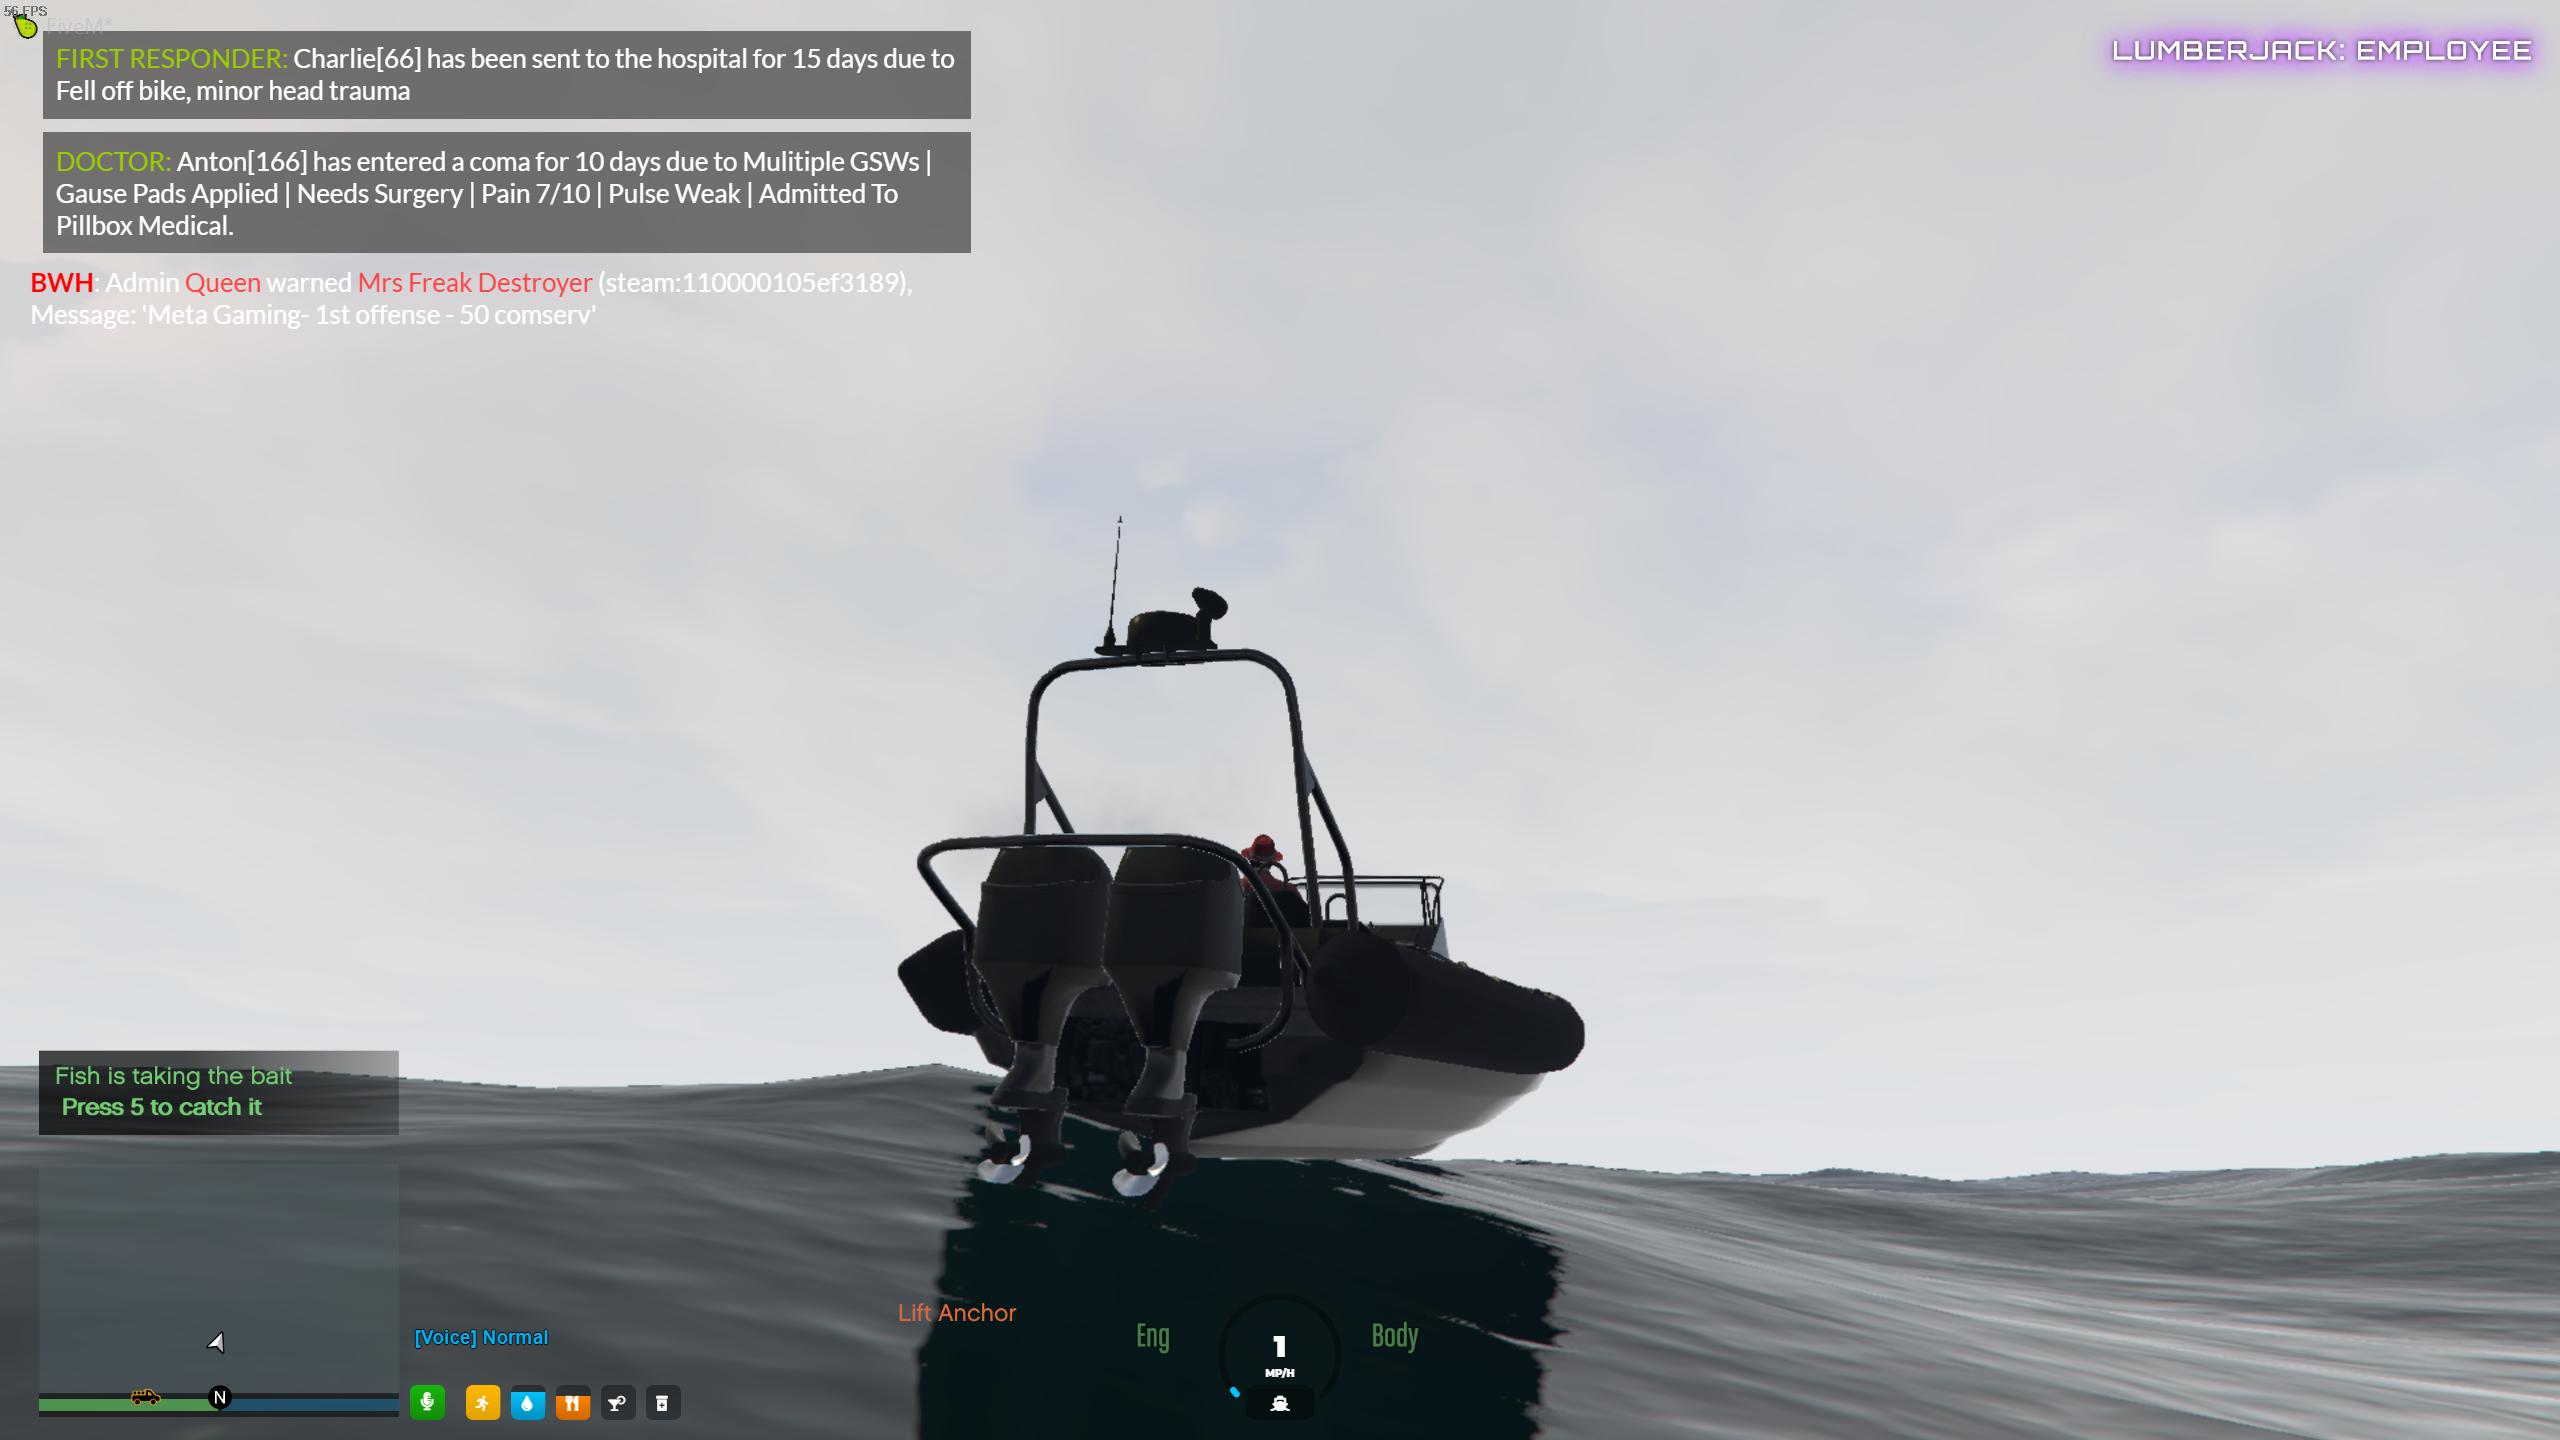 56 FPS
FiveM*
FIRST RESPONDER: Charlie[66] has been sent to the hospital for 15 days due to
Fell off bike, minor head trauma
DOCTOR: Anton[166] has entered a coma for 10 days due to Mulitiple GSWs |
Gause Pads Applied | Needs Surgery | Pain 7/10 | Pulse Weak | Admitted To
Pillbox Medical.
BWH: Admin Queen warned Mrs Freak Destroyer (steam:110000105ef3189),
Message: 'Meta Gaming- 1st offense - 50 comserv'
LUMBERJACK: EMPLOYEE
Fish is taking the bait
Press 5 to catch it
N
[Voice] Normal
Lift Anchor
Eng
1
MP/H
Body